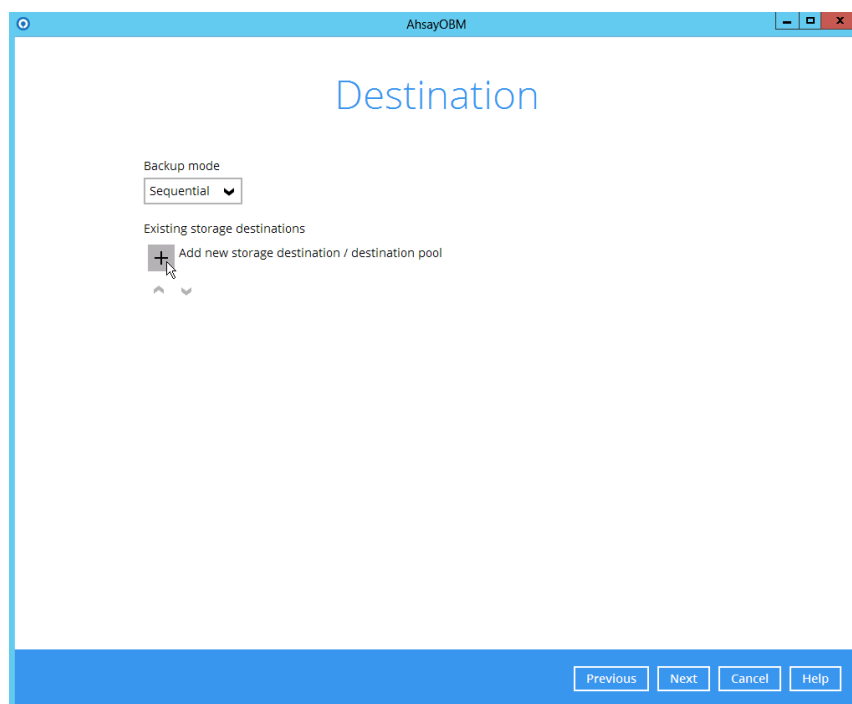 AhsayOBM
Destination
Backup mode
Sequential
Existing storage destinations
Add new storage destination / destination pool
Previous Next Cancel Help